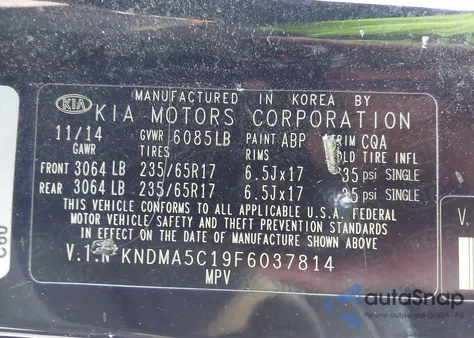 KIA
MANUFACTURED IN KOREA BY
KIA MOTORS CORPORATION
11/14 GVWR 6085LB PAINT ABP TRIM CQA
GAWR TIRES RIMS COLD TIRE INFL
FRONT 3064 LB 235/65R17 6.5Jx17 35 psi SINGLE
REAR 3064 LB 235/65R17 6.5Jx17 35 psi SINGLE
THIS VEHICLE CONFORMS TO ALL APPLICABLE U.S.A. FEDERAL
MOTOR VEHICLE SAFETY AND THEFT PREVENTION STANDARDS
IN EFFECT ON THE DATE OF MANUFACTURE SHOWN ABOVE.
V.I.N KNDMA5C19F6037814
MPV
autoSnap